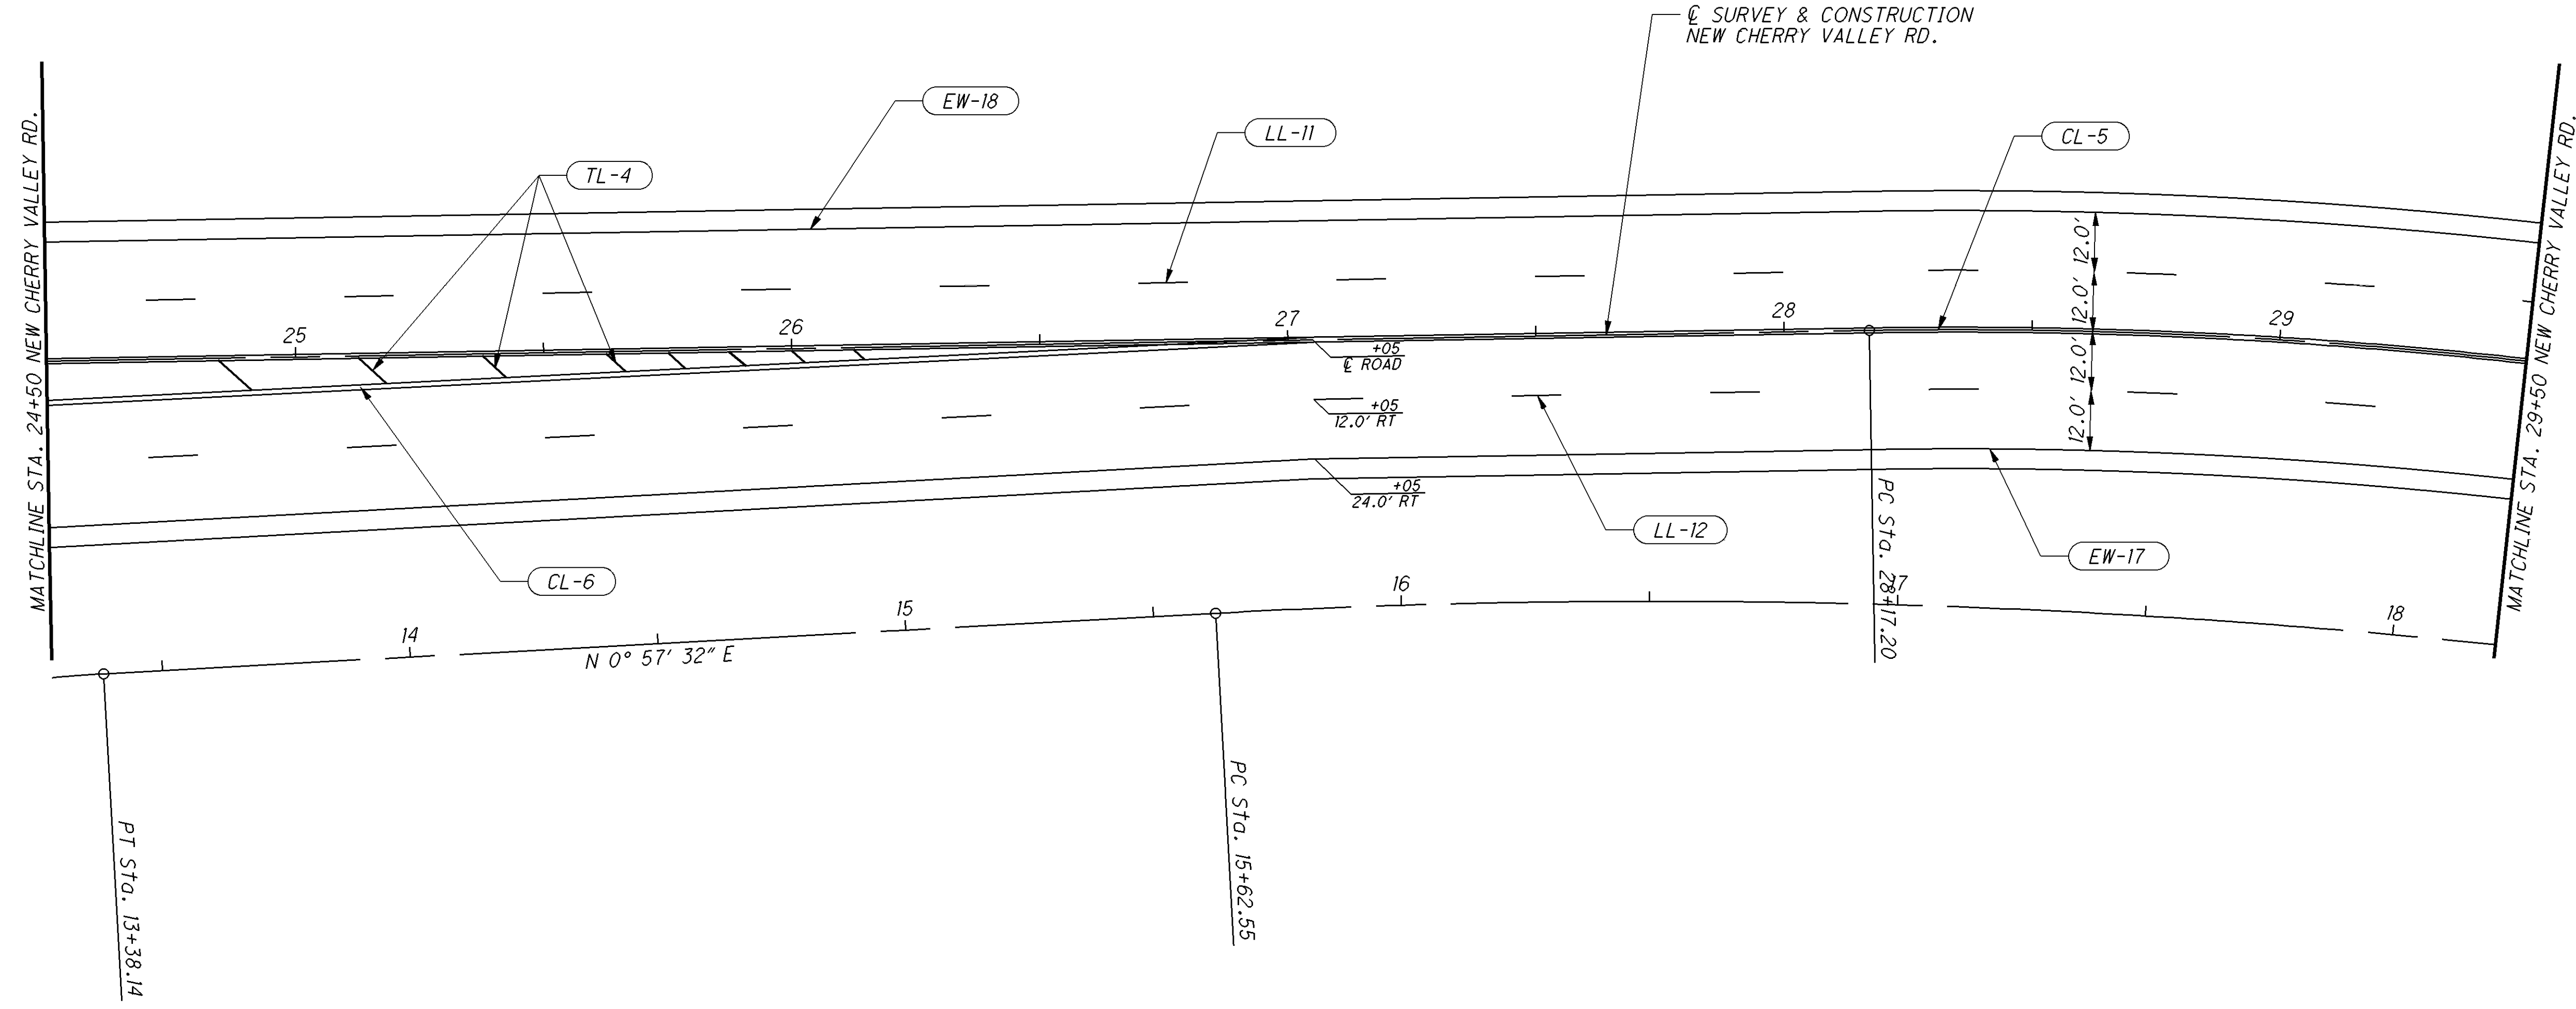 ℄ SURVEY & CONSTRUCTION
NEW CHERRY VALLEY RD.
EW-18
LL-11
CL-5
TL-4
MATCHLINE STA. 24+50 NEW CHERRY VALLEY RD.
MATCHLINE STA. 29+50 NEW CHERRY VALLEY RD.
12.0'
12.0'
12.0'
12.0'
25
26
27
28
29
+05
℄ ROAD
+05
12.0' RT
+05
24.0' RT
LL-12
EW-17
CL-6
PC Sta. 28+17.20
14
15
16
17
18
N 0° 57' 32" E
PC Sta. 15+62.55
PT Sta. 13+38.14